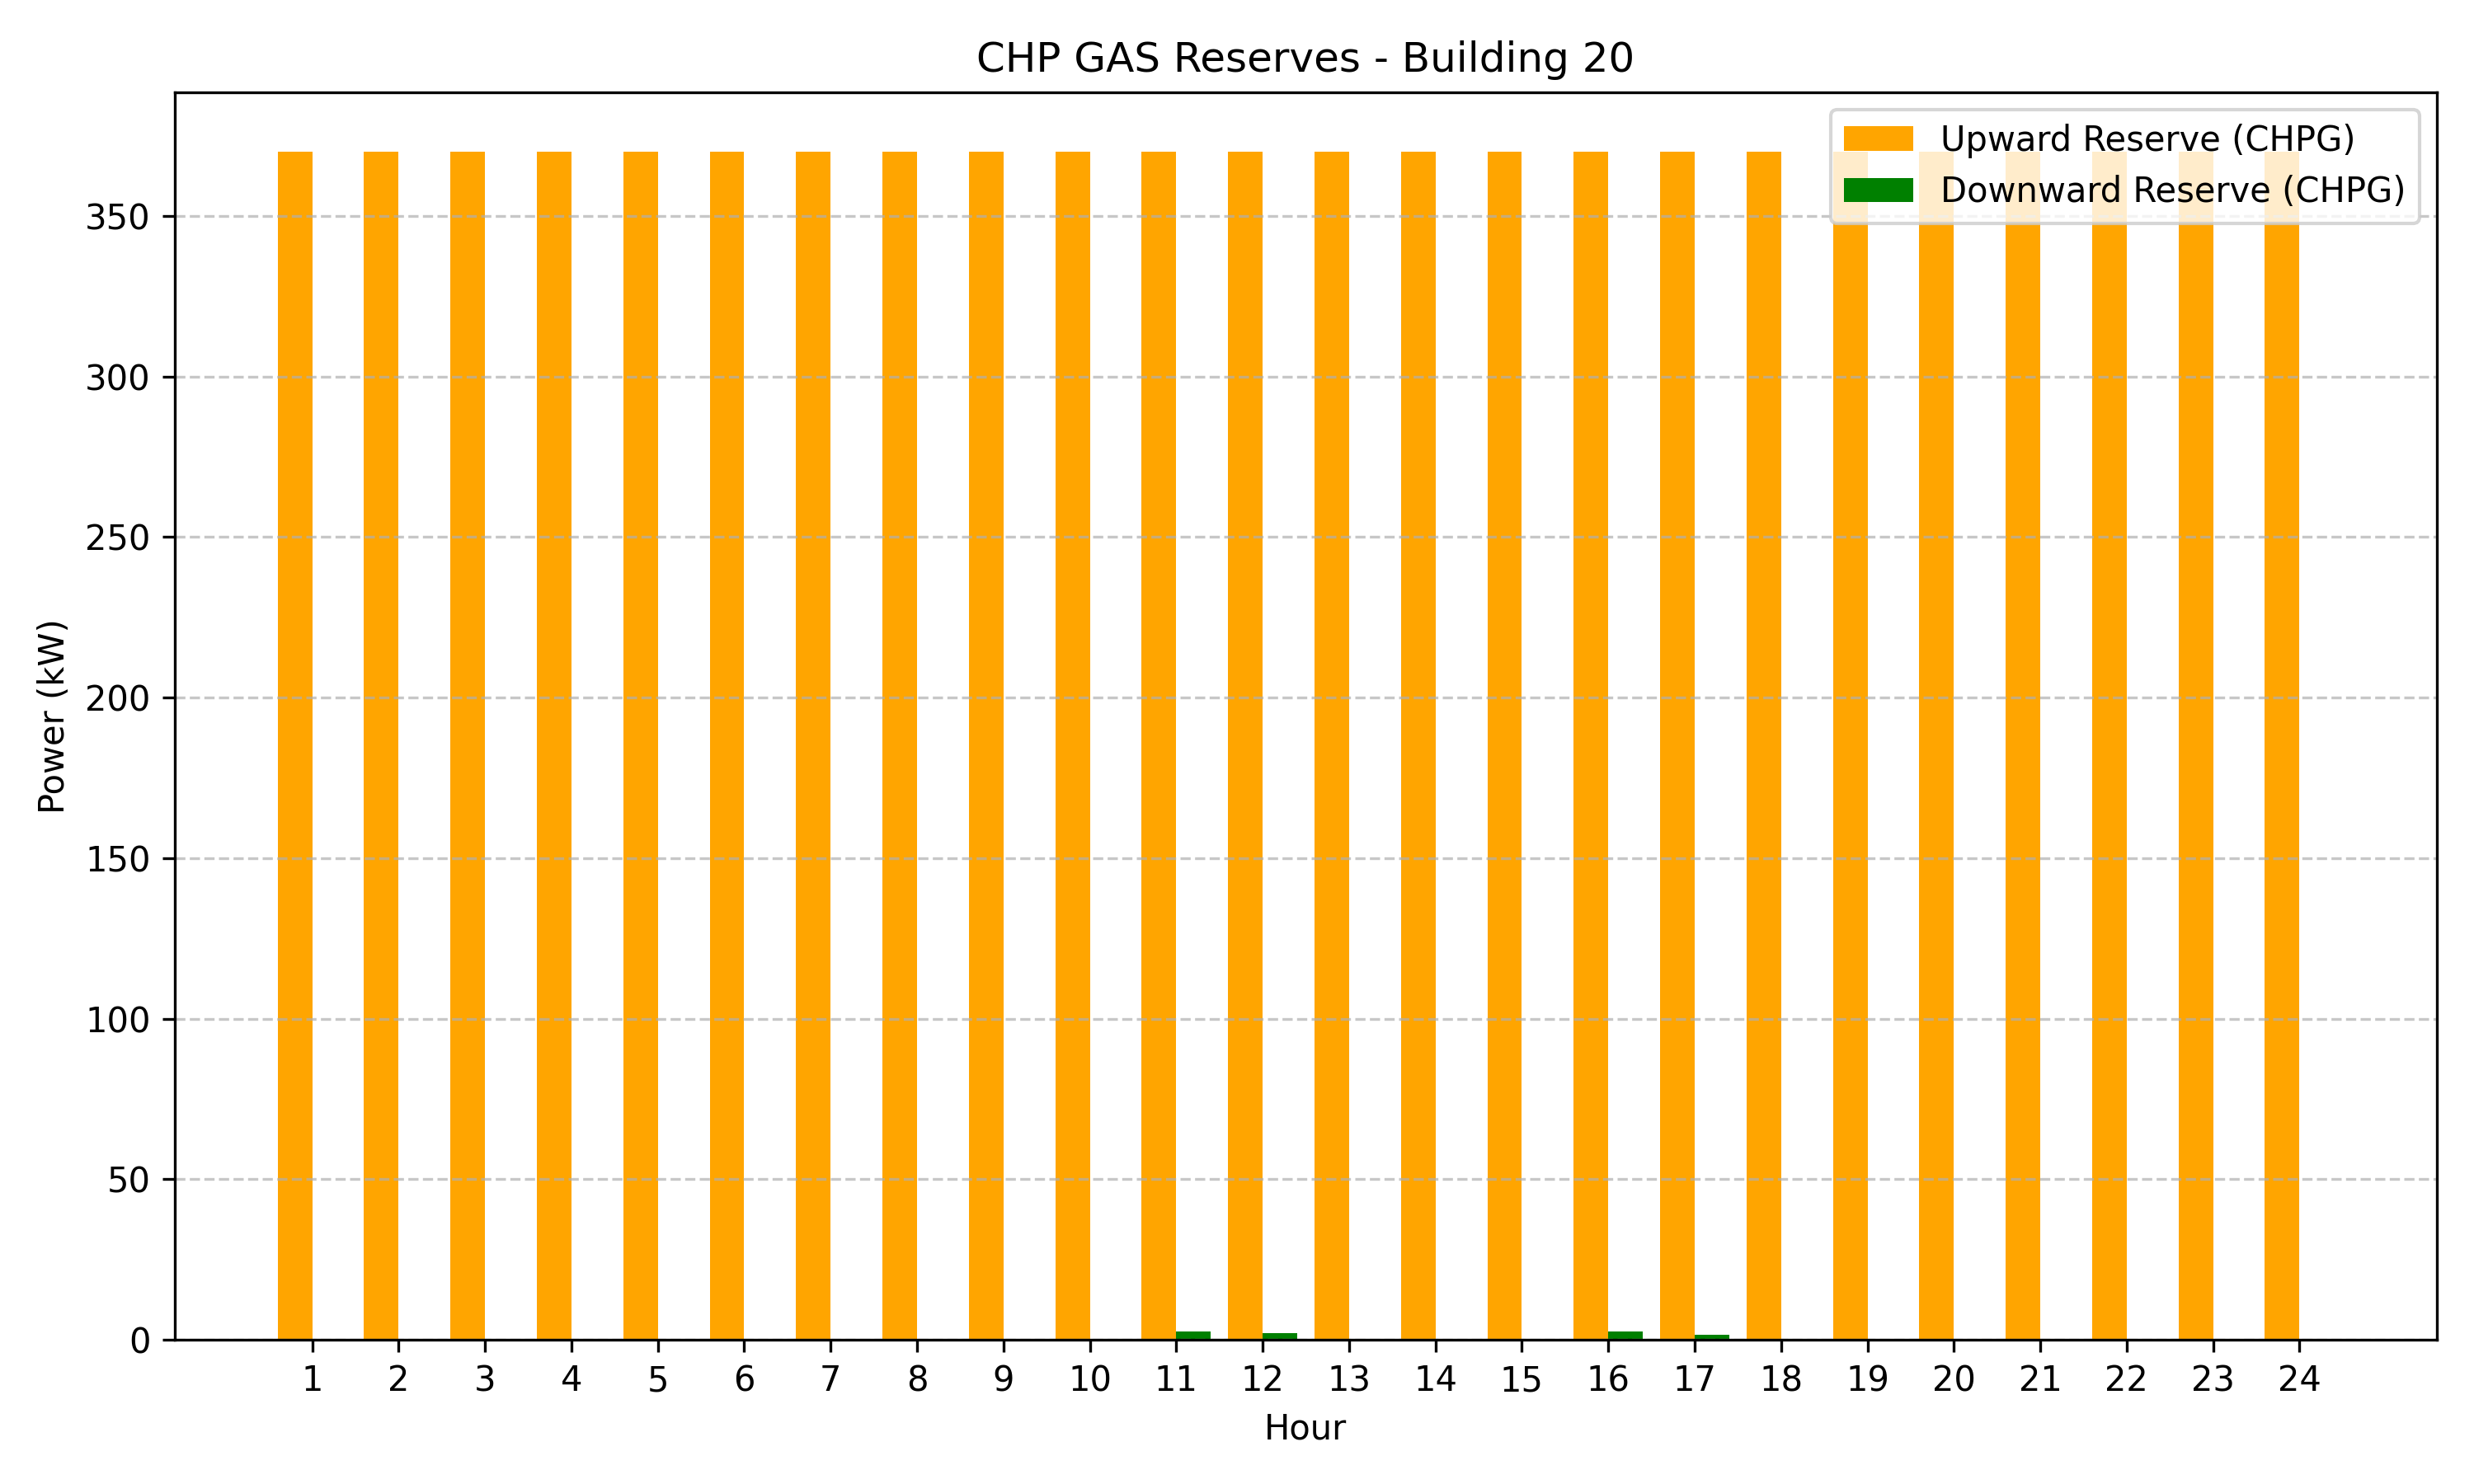 CHP GAS Reserves - Building 20
Upward Reserve (CHPG)
Downward Reserve (CHPG)
350
300
250
200
150
100
50
0
Power (kW)
1 2 3 4 5 6 7 8 9 10 11 12 13 14 15 16 17 18 19 20 21 22 23 24
Hour